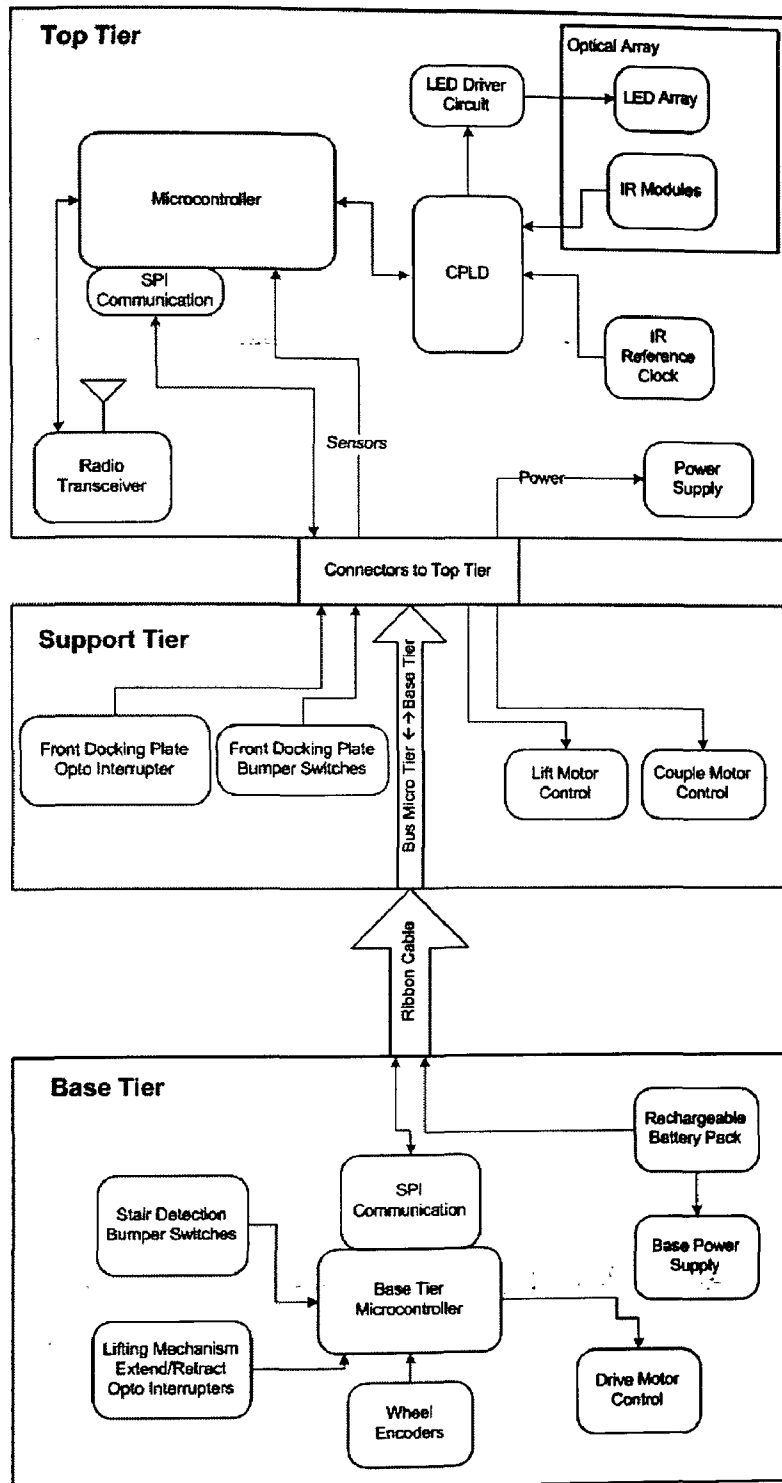 Top Tier
Optical Array
LED Driver
Circuit
LED Array
Microcontroller
IR Modules
CPLD
SPI
Communication
IR
Reference
Clock
Sensors
Radio
Transceiver
Power
Power
Supply
Connectors to Top Tier
Support Tier
Bus Micro Tier ←→Base Tier
Front Docking Plate
Opto Interrupter
Front Docking Plate
Bumper Switches
Lift Motor
Control
Couple Motor
Control
Ribbon Cable
Base Tier
Rechargeable
Battery Pack
SPI
Communication
Stair Detection
Bumper Switches
Base Power
Supply
Base Tier
Microcontroller
Lifting Mechanism
Extend/Retract
Opto Interrupters
Wheel
Encoders
Drive Motor
Control